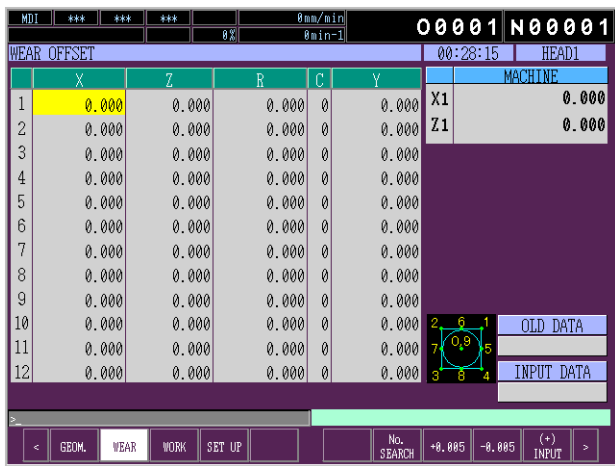 MDI *** *** *** 0mm/min O0001 N00001
0% 0min-1
WEAR OFFSET 00:28:15 HEAD1
X Z R C Y MACHINE
1 0.000 0.000 0.000 0 0.000 X1 0.000
2 0.000 0.000 0.000 0 0.000 Z1 0.000
3 0.000 0.000 0.000 0 0.000
4 0.000 0.000 0.000 0 0.000
5 0.000 0.000 0.000 0 0.000
6 0.000 0.000 0.000 0 0.000
7 0.000 0.000 0.000 0 0.000
8 0.000 0.000 0.000 0 0.000
9 0.000 0.000 0.000 0 0.000
10 0.000 0.000 0.000 0 0.000 2 6 1 OLD DATA
11 0.000 0.000 0.000 0 0.000 7 0,9 5
12 0.000 0.000 0.000 0 0.000 3 8 4 INPUT DATA
>_
< GEOM. WEAR WORK SET UP No. SEARCH +0.005 -0.005 (+) INPUT >